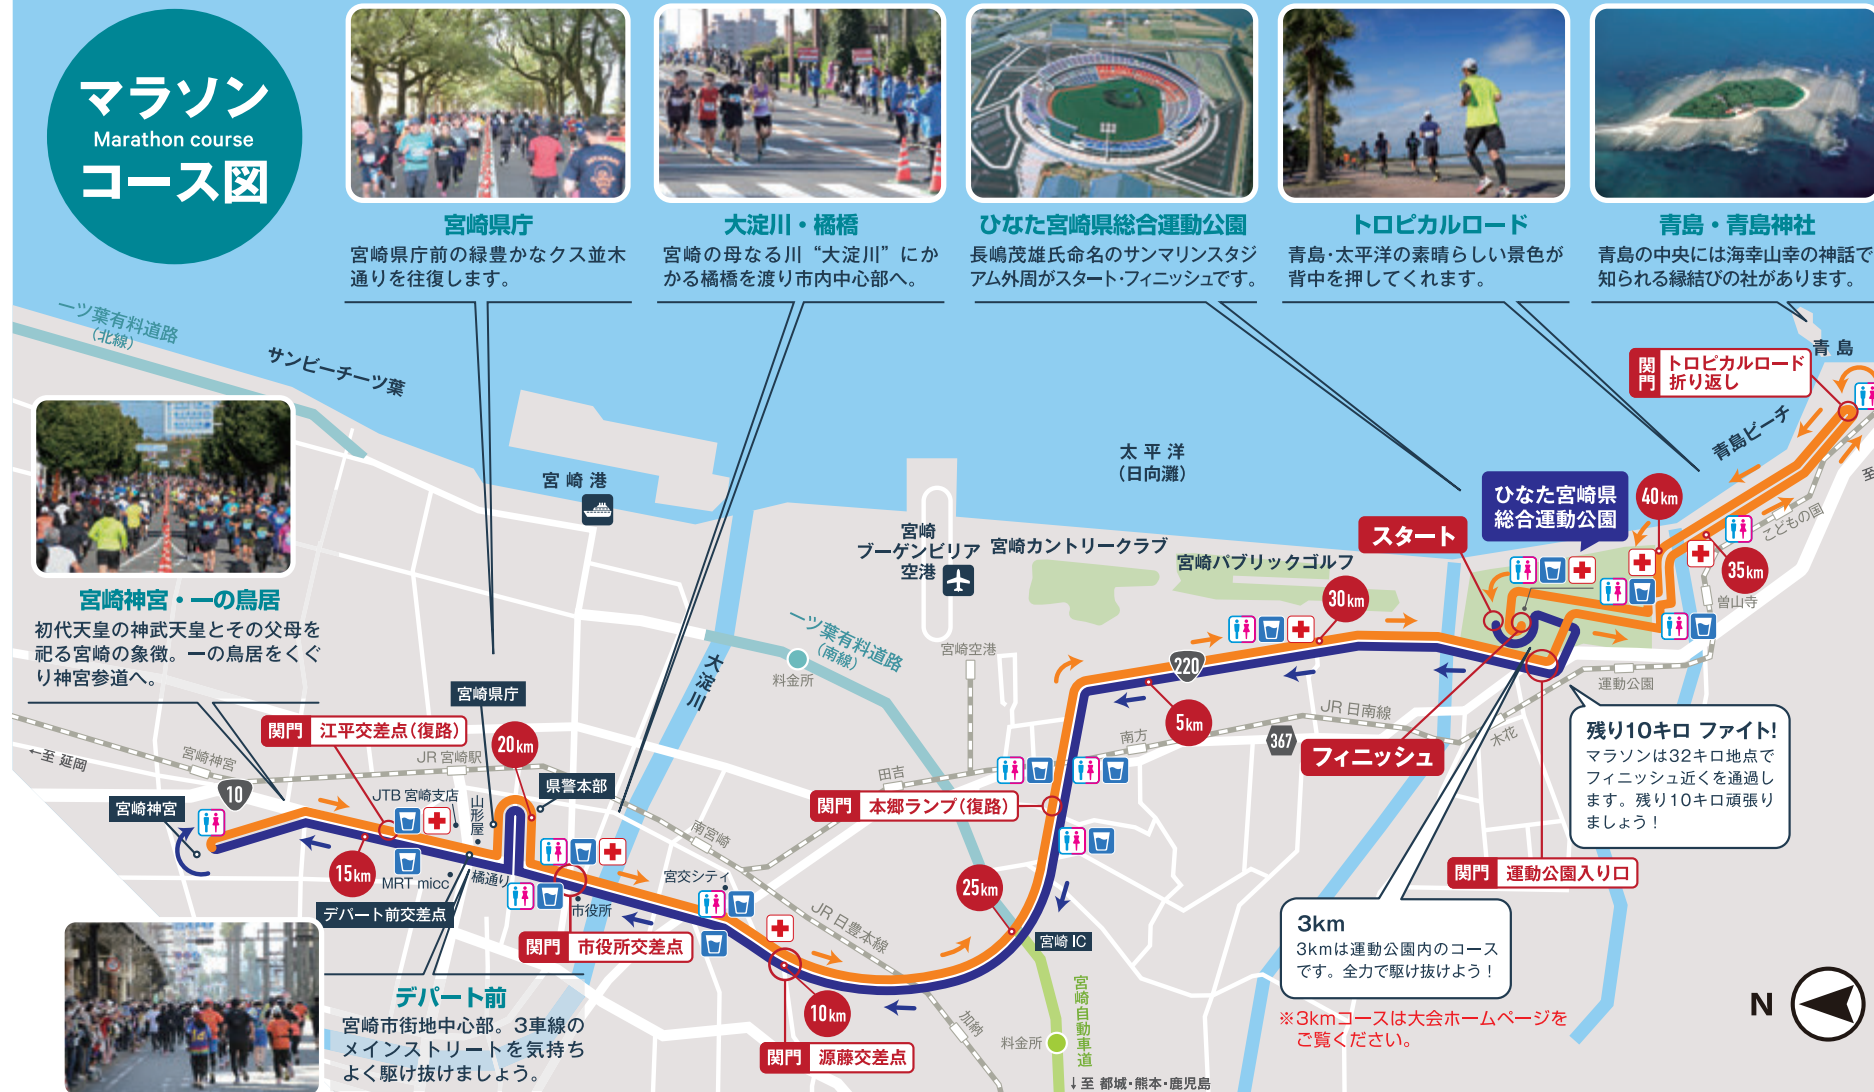 マラソン
Marathon course
コース図
宮崎県庁
宮崎県庁前の緑豊かなクス並木
通りを往復します。
大淀川・橘橋
宮崎の母なる川“大淀川”にか
かる橘橋を渡り市内中心部へ。
ひなた宮崎県総合運動公園
長嶋茂雄氏命名のサンマリンスタジ
アム外周がスタート・フィニッシュです。
トロピカルロード
青島・太平洋の素晴らしい景色が
背中を押してくれます。
青島・青島神社
青島の中央には海幸山幸の神話で
知られる縁結びの社があります。
一ツ葉有料道路
(北線)
サンビーチ一ツ葉
宮崎神宮・一の鳥居
初代天皇の神武天皇とその父母を
祀る宮崎の象徴。一の鳥居をくぐ
り神宮参道へ。
宮崎港
太平洋
(日向灘)
青島
関門 トロピカルロード
折り返し
青島ビーチ
至
こどもの国
40km
35km
曽山寺
ひなた宮崎県
総合運動公園
スタート
宮崎
ブーゲンビリア
空港
宮崎カントリークラブ
宮崎パブリックゴルフ
30km
220
5km
一ツ葉有料道路
(南線)
料金所
宮崎空港
大淀川
運動公園
JR 日南線
木花
367
南方
田吉
フィニッシュ
残り10キロ ファイト!
マラソンは32キロ地点で
フィニッシュ近くを通過し
ます。残り10キロ頑張り
ましょう!
関門 運動公園入り口
3km
3kmは運動公園内のコース
です。全力で駆け抜けよう!
※3kmコースは大会ホームページを
ご覧ください。
N
宮崎県庁
関門 江平交差点(復路)
20km
JR 宮崎駅
県警本部
←至 延岡
宮崎神宮
10
宮崎神宮
JTB 宮崎支店
山形屋
15km
MRT micc
橘通り
デパート前交差点
市役所
関門 市役所交差点
南宮崎
宮交シティ
関門 本郷ランプ(復路)
25km
宮崎 IC
JR 日豊本線
10km
関門 源藤交差点
加納
宮崎自動車道
料金所
↓至 都城・熊本・鹿児島
デパート前
宮崎市街地中心部。3車線の
メインストリートを気持ち
よく駆け抜けましょう。